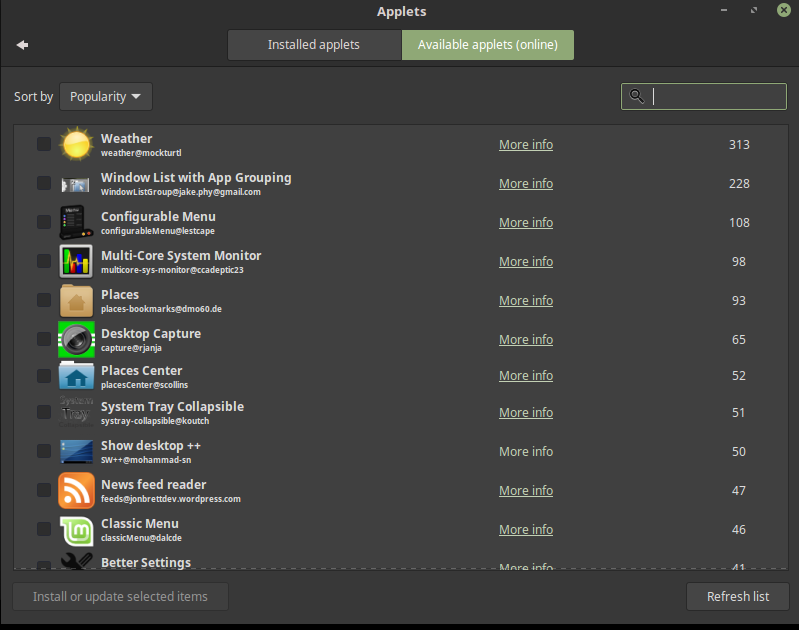 Applets
Installed applets
Available applets (online)
Sort by
Popularity
Weather
weather@mockturtl
More info
313
Window List with App Grouping
WindowListGroup@jake.phy@gmail.com
More info
228
Configurable Menu
configurableMenu@lestcape
More info
108
Multi-Core System Monitor
multicore-sys-monitor@ccadeptic23
More info
98
Places
places-bookmarks@dmo60.de
More info
93
Desktop Capture
capture@rjanja
More info
65
Places Center
placesCenter@scollins
More info
52
System
Tray
System Tray Collapsible
systray-collapsible@koutch
More info
51
Show desktop ++
SW++@mohammad-sn
More info
50
News feed reader
feeds@jonbrettdev.wordpress.com
More info
47
Classic Menu
classicMenu@dalcde
More info
46
Better Settings
More info
41
Install or update selected items
Refresh list